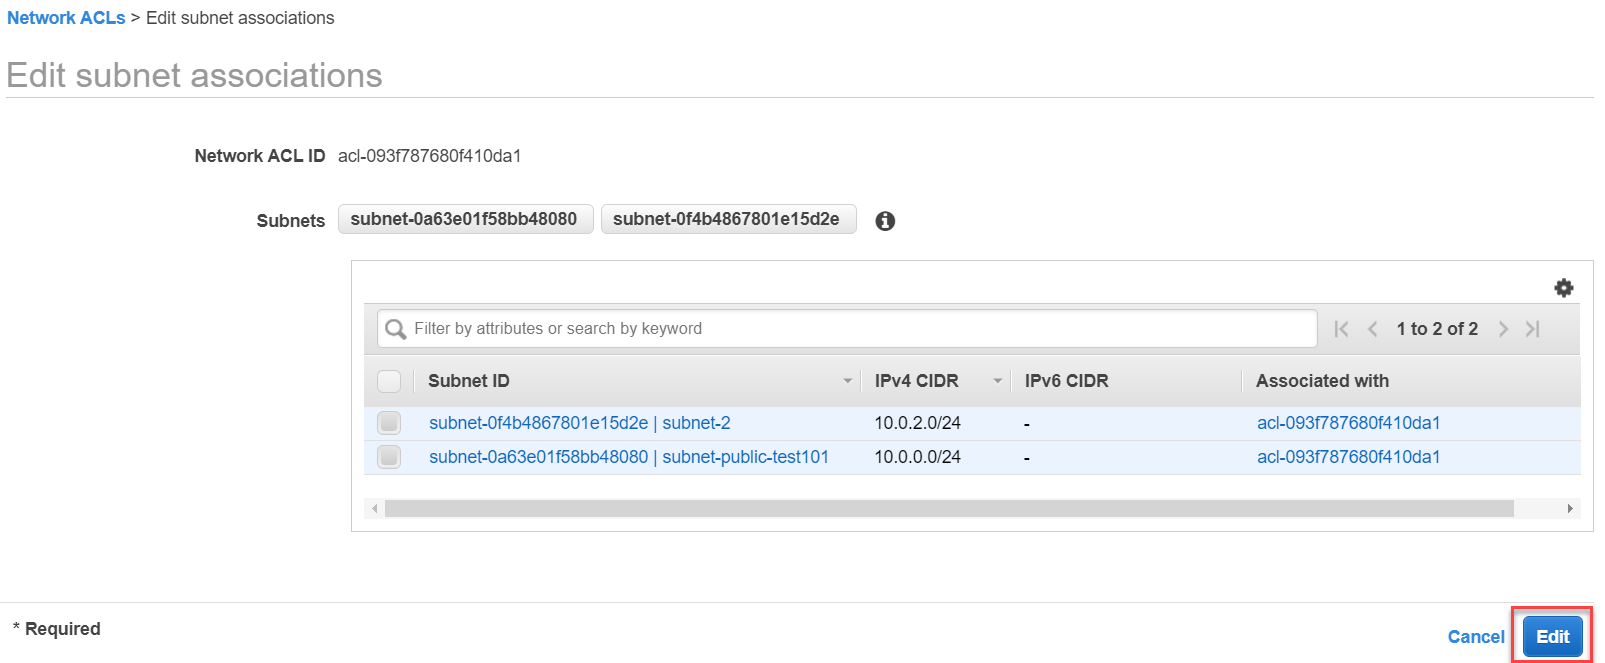 Network ACLs > Edit subnet associations
Edit subnet associations
Network ACL ID acl-093f787680f410da1
Subnets subnet-0a63e01f58bb48080 subnet-0f4b4867801e15d2e
Filter by attributes or search by keyword 1 to 2 of 2
Subnet ID IPv4 CIDR IPv6 CIDR Associated with
subnet-0f4b4867801e15d2e | subnet-2 10.0.2.0/24 - acl-093f787680f410da1
subnet-0a63e01f58bb48080 | subnet-public-test101 10.0.0.0/24 - acl-093f787680f410da1
* Required
Cancel Edit